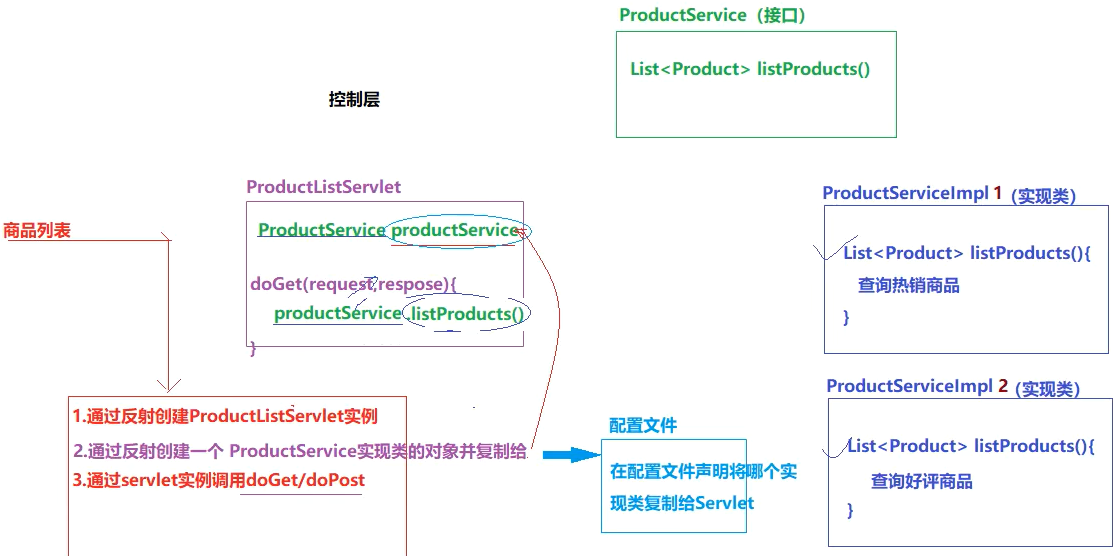 ProductService（接口）
List<Product> listProducts()
控制层
ProductListServlet
ProductService productService
doGet(request,respose){
productService.listProducts()
}
商品列表
1.通过反射创建ProductListServlet实例
2.通过反射创建一个 ProductService实现类的对象并复制给
3.通过servlet实例调用doGet/doPost
配置文件
在配置文件声明将哪个实
现类复制给Servlet
ProductServiceImpl 1（实现类）
List<Product> listProducts(){
查询热销商品
}
ProductServiceImpl 2（实现类）
List<Product> listProducts(){
查询好评商品
}